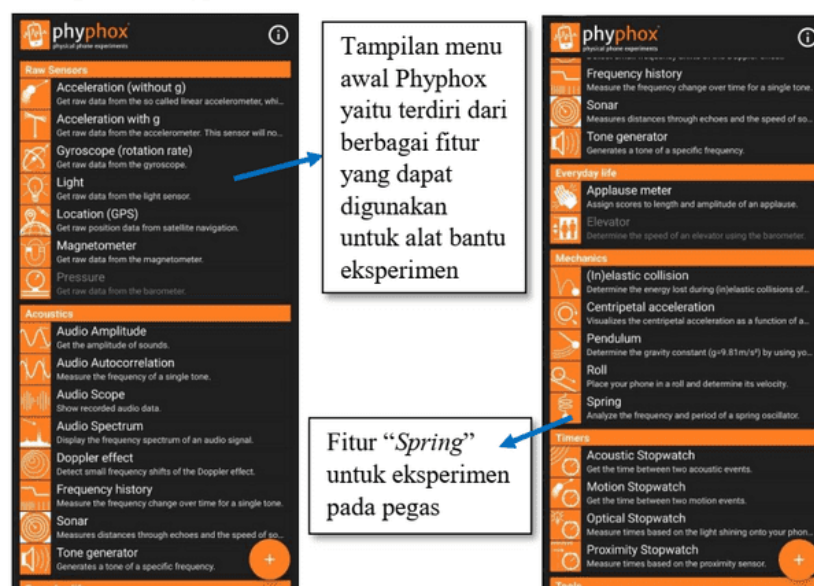 phyphox
physical phone experiments
Raw Sensors
Acceleration (without g)
Get raw data from the so called linear accelerometer, whi...
Acceleration with g
Get raw data from the accelerometer. This sensor will no...
Gyroscope (rotation rate)
Get raw data from the gyroscope.
Light
Get raw data from the light sensor.
Location (GPS)
Get raw position data from satellite navigation.
Magnetometer
Get raw data from the magnetometer.
Pressure
Get raw data from the barometer.
Acoustics
Audio Amplitude
Get the amplitude of sounds.
Audio Autocorrelation
Measure the frequency of a single tone.
Audio Scope
Show recorded audio data.
Audio Spectrum
Display the frequency spectrum of an audio signal.
Doppler effect
Detect small frequency shifts of the Doppler effect.
Frequency history
Measure the frequency change over time for a single tone.
Sonar
Measures distances through echoes and the speed of so...
Tone generator
Generates a tone of a specific frequency.
Tampilan menu
awal Phyphox
yaitu terdiri dari
berbagai fitur
yang dapat
digunakan
untuk alat bantu
eksperimen
Fitur “Spring”
untuk eksperimen
pada pegas
phyphox
physical phone experiments
Frequency history
Measure the frequency change over time for a single tone.
Sonar
Measures distances through echoes and the speed of so...
Tone generator
Generates a tone of a specific frequency.
Everyday life
Applause meter
Assign scores to length and amplitude of an applause.
Elevator
Determine the speed of an elevator using the barometer.
Mechanics
(In)elastic collision
Determine the energy lost during (in)elastic collisions of...
Centripetal acceleration
Visualizes the centripetal acceleration as a function of a...
Pendulum
Determine the gravity constant (g=9.81m/s²) by using yo...
Roll
Place your phone in a roll and determine its velocity.
Spring
Analyze the frequency and period of a spring oscillator.
Timers
Acoustic Stopwatch
Get the time between two acoustic events.
Motion Stopwatch
Get the time between two motion events.
Optical Stopwatch
Measure times based on the light shining onto your phon...
Proximity Stopwatch
Measure times based on the proximity sensor.
Tools